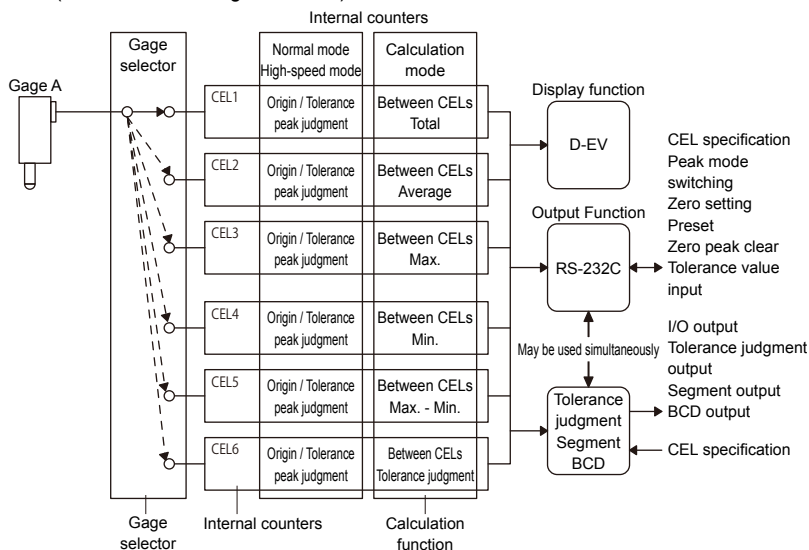 Internal counters
Gage
selector
Normal mode
High-speed mode
Calculation
mode
Gage A
CEL1
Origin / Tolerance
peak judgment
Between CELs
Total
CEL2
Origin / Tolerance
peak judgment
Between CELs
Average
CEL3
Origin / Tolerance
peak judgment
Between CELs
Max.
CEL4
Origin / Tolerance
peak judgment
Between CELs
Min.
CEL5
Origin / Tolerance
peak judgment
Between CELs
Max. - Min.
CEL6
Origin / Tolerance
peak judgment
Between CELs
Tolerance judgment
Display function
D-EV
Output Function
RS-232C
CEL specification
Peak mode
switching
Zero setting
Preset
Zero peak clear
Tolerance value
input
May be used simultaneously
I/O output
Tolerance judgment
output
Segment output
BCD output
Tolerance
judgment
Segment
BCD
CEL specification
Gage
selector
Internal counters
Calculation
function